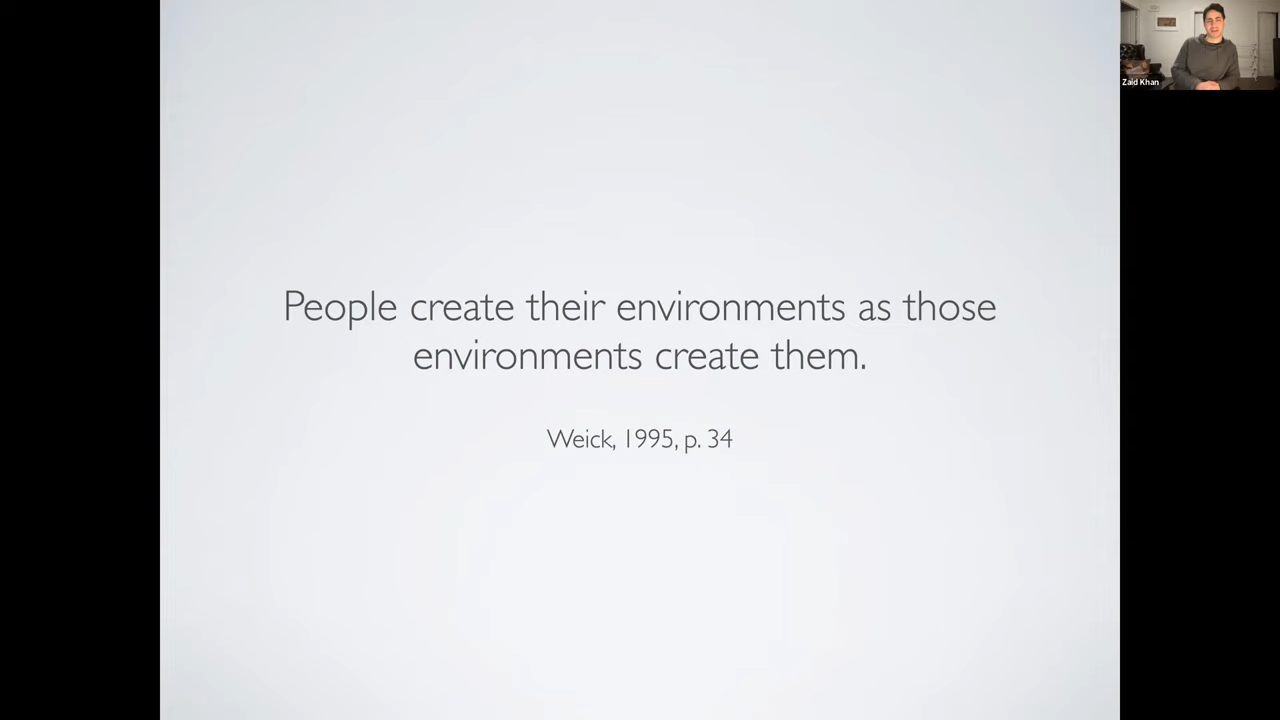 People create their environments as those
environments create them.
Weick, 1995, p. 34
Zaid Khan